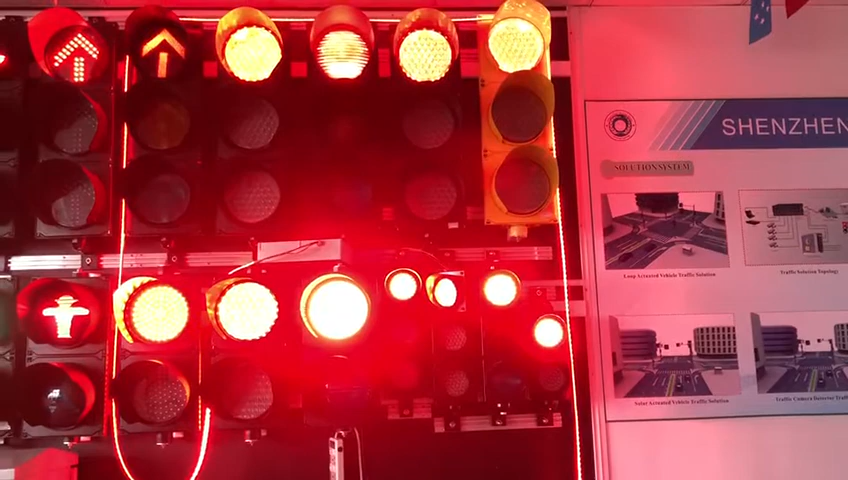 SHENZHEN
SOLUTION SYSTEM
Loop Actuated Vehicle Traffic Solution
Traffic Solution Topology
Solar Actuated Vehicle Traffic Solution
Traffic Camera Detector Traff